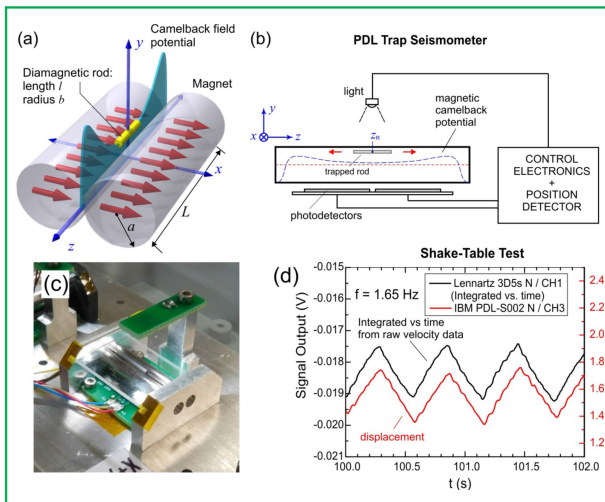 (a)
Camelback field
potential
Diamagnetic rod:
length l
radius b
Magnet
y
x
z
L
a
(b)
PDL Trap Seismometer
light
y
x
z
magnetic
camelback
potential
zR
trapped rod
photodetectors
CONTROL
ELECTRONICS
+
POSITION
DETECTOR
(c)
Shake-Table Test
(d)
f = 1.65 Hz
Lennartz 3D5s N / CH1
(Integrated vs. time)
IBM PDL-S002 N / CH3
Integrated vs time
from raw velocity data
displacement
Signal Output (V)
-0.015
-0.016
-0.017
-0.018
-0.019
-0.020
-0.021
2.4
2.2
2.0
1.8
1.6
1.4
1.2
100.0
100.5
101.0
101.5
102.0
t (s)